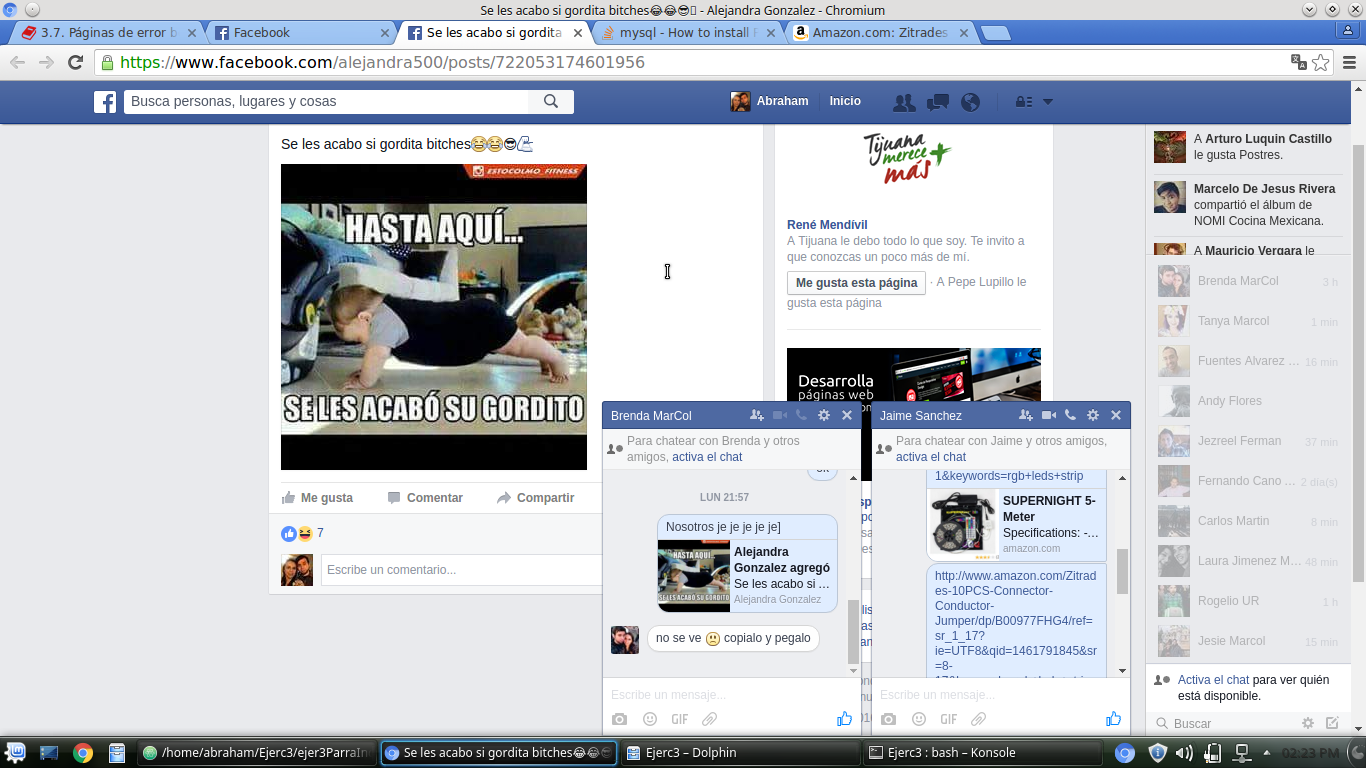 Se les acabo si gordita bitches😂😂😎 - Alejandra Gonzalez - Chromium
3.7. Páginas de error b
Facebook
Se les acabo si gordita
mysql - How to install
Amazon.com: Zitrades
https://www.facebook.com/alejandra500/posts/722053174601956
Busca personas, lugares y cosas
Abraham
Inicio
Se les acabo si gordita bitches😂😂😎
ESTOCOLMO_FITNESS
HASTA AQUÍ...
SE LES ACABÓ SU GORDITO
Me gusta
Comentar
Compartir
7
Escribe un comentario...
Tijuana
merece
más
René Mendívil
A Tijuana le debo todo lo que soy. Te invito a
que conozcas un poco más de mí.
Me gusta esta página · A Pepe Lupillo le
gusta esta página
Desarrolla
páginas web
A Arturo Luquin Castillo
le gusta Postres.
Marcelo De Jesus Rivera
compartió el álbum de
NOMI Cocina Mexicana.
A Mauricio Vergara le
Brenda MarCol 3 h
Tanya Marcol 1 min
Fuentes Alvarez ... 16 min
Andy Flores
Jezreel Ferman 37 min
Fernando Cano ... 2 día(s)
Carlos Martin 8 min
Laura Jimenez M... 48 min
Rogelio UR 1 h
Jesie Marcol 15 min
Activa el chat para ver quién
está disponible.
Buscar
Brenda MarCol
Para chatear con Brenda y otros
amigos, activa el chat
ok
LUN 21:57
Nosotros je je je je je]
HASTA AQUÍ...
SE LES ACABÓ SU GORDITO
Alejandra
Gonzalez agregó
Se les acabo si ...
Alejandra Gonzalez
no se ve 🙁 copialo y pegalo
Escribe un mensaje...
GIF
Jaime Sanchez
Para chatear con Jaime y otros amigos,
activa el chat
1&keywords=rgb+leds+strip
SUPERNIGHT 5-
Meter
Specifications: -...
amazon.com
http://www.amazon.com/Zitrad
es-10PCS-Connector-
Conductor-
Jumper/dp/B00977FHG4/ref=
sr_1_17?
ie=UTF8&qid=1461791845&sr
=8-
Escribe un mensaje...
GIF
/home/abraham/Ejerc3/ejer3ParraIn
Se les acabo si gordita bitches😂😂😎
Ejerc3 – Dolphin
Ejerc3 : bash – Konsole
02:23 PM